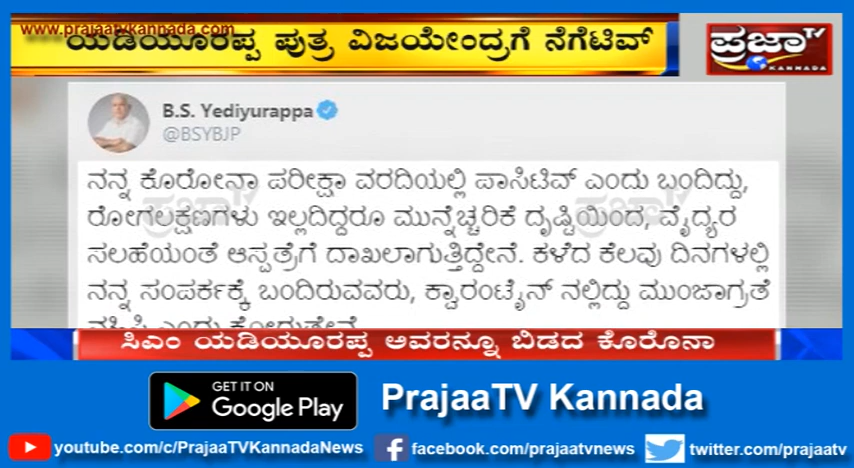 www.prajaatvkannada.com
ಯಡಿಯೂರಪ್ಪ ಪುತ್ರ ವಿಜಯೇಂದ್ರಗೆ ನೆಗೆಟಿವ್
ಪ್ರಜಾ TV
KANNADA
B.S. Yediyurappa
@BSYBJP
ನನ್ನ ಕೊರೋನಾ ಪರೀಕ್ಷಾ ವರದಿಯಲ್ಲಿ ಪಾಸಿಟಿವ್ ಎಂದು ಬಂದಿದ್ದು,
ರೋಗಲಕ್ಷಣಗಳು ಇಲ್ಲದಿದ್ದರೂ ಮುನ್ನೆಚ್ಚರಿಕೆ ದೃಷ್ಟಿಯಿಂದ, ವೈದ್ಯರ
ಸಲಹೆಯಂತೆ ಆಸ್ಪತ್ರೆಗೆ ದಾಖಲಾಗುತ್ತಿದ್ದೇನೆ. ಕಳೆದ ಕೆಲವು ದಿನಗಳಲ್ಲಿ
ನನ್ನ ಸಂಪರ್ಕಕ್ಕೆ ಬಂದಿರುವವರು, ಕ್ವಾರಂಟೈನ್ ನಲ್ಲಿದ್ದು ಮುಂಜಾಗ್ರತೆ
ಸಿಎಂ ಯಡಿಯೂರಪ್ಪ ಅವರನ್ನೂ ಬಿಡದ ಕೊರೊನಾ
GET IT ON
Google Play
PrajaaTV Kannada
youtube.com/c/PrajaaTVKannadaNews
facebook.com/prajaatvnews
twitter.com/prajaatv